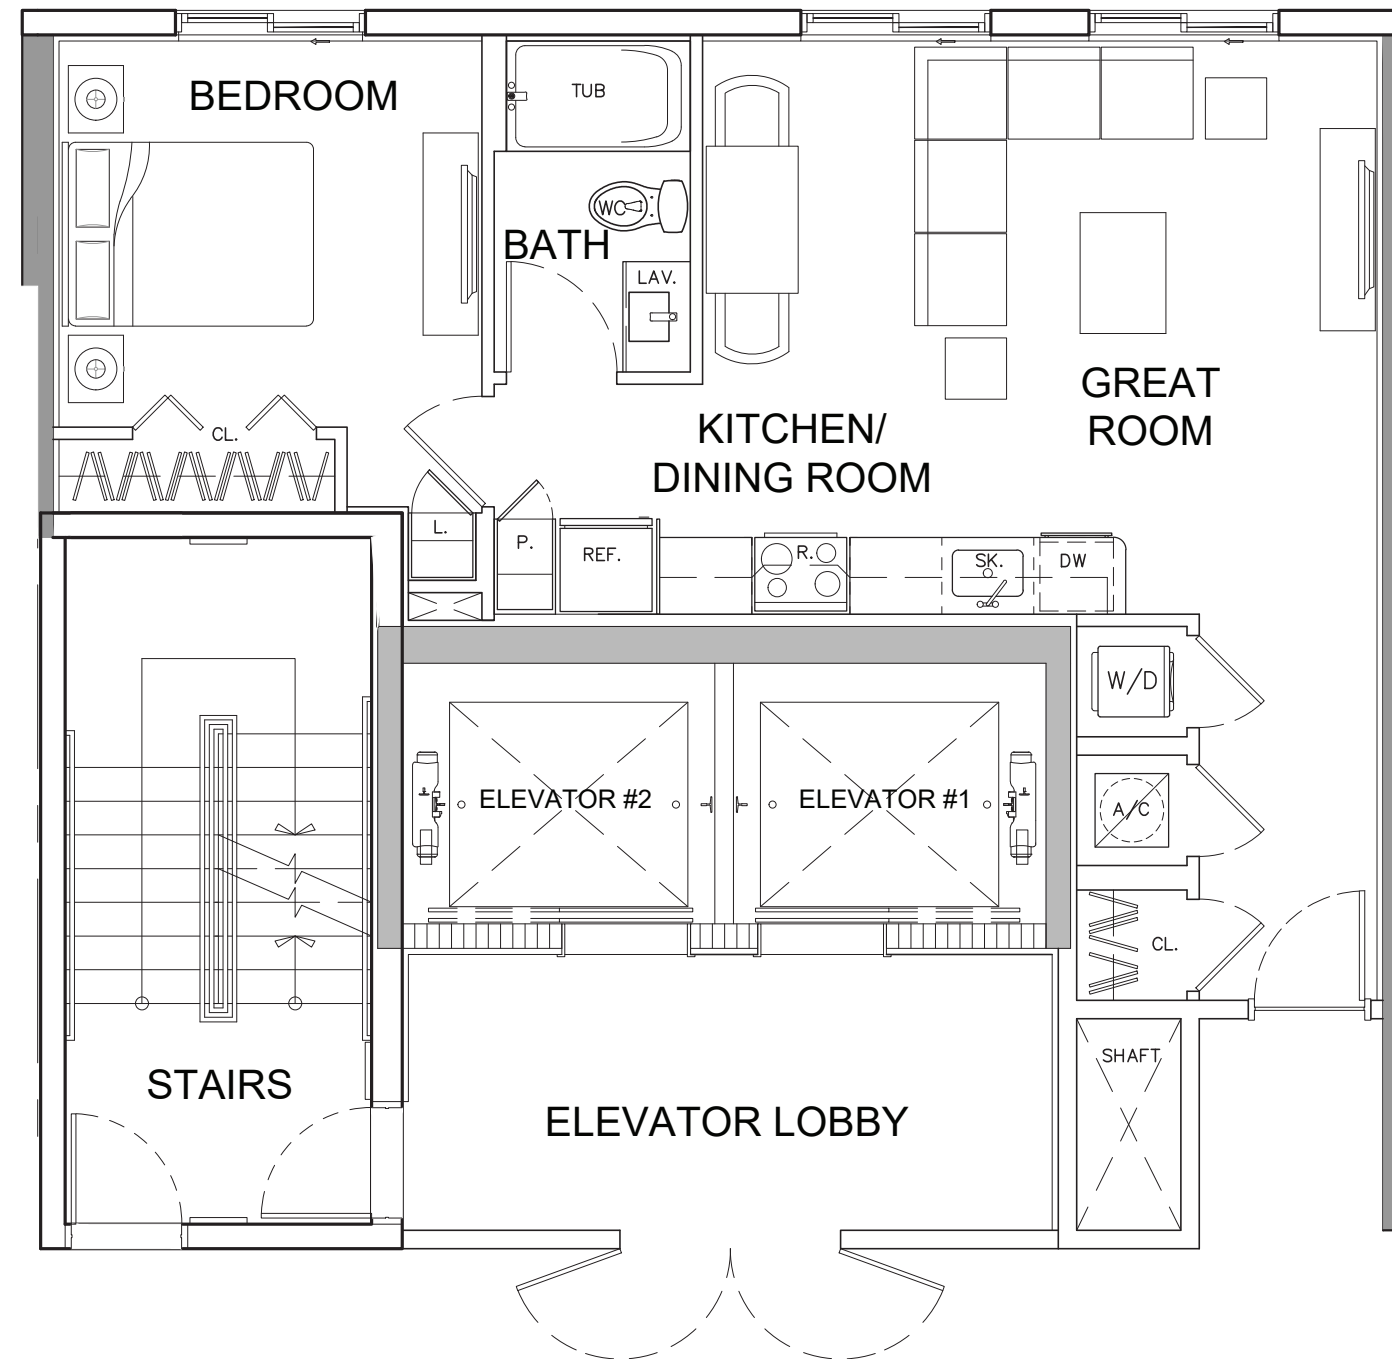 BEDROOM
TUB
WC
BATH
LAV.
GREAT
ROOM
KITCHEN/
DINING ROOM
CL.
L.
P.
REF.
R.
SK.
DW
W/D
ELEVATOR #2
ELEVATOR #1
A/C
CL.
SHAFT
STAIRS
ELEVATOR LOBBY